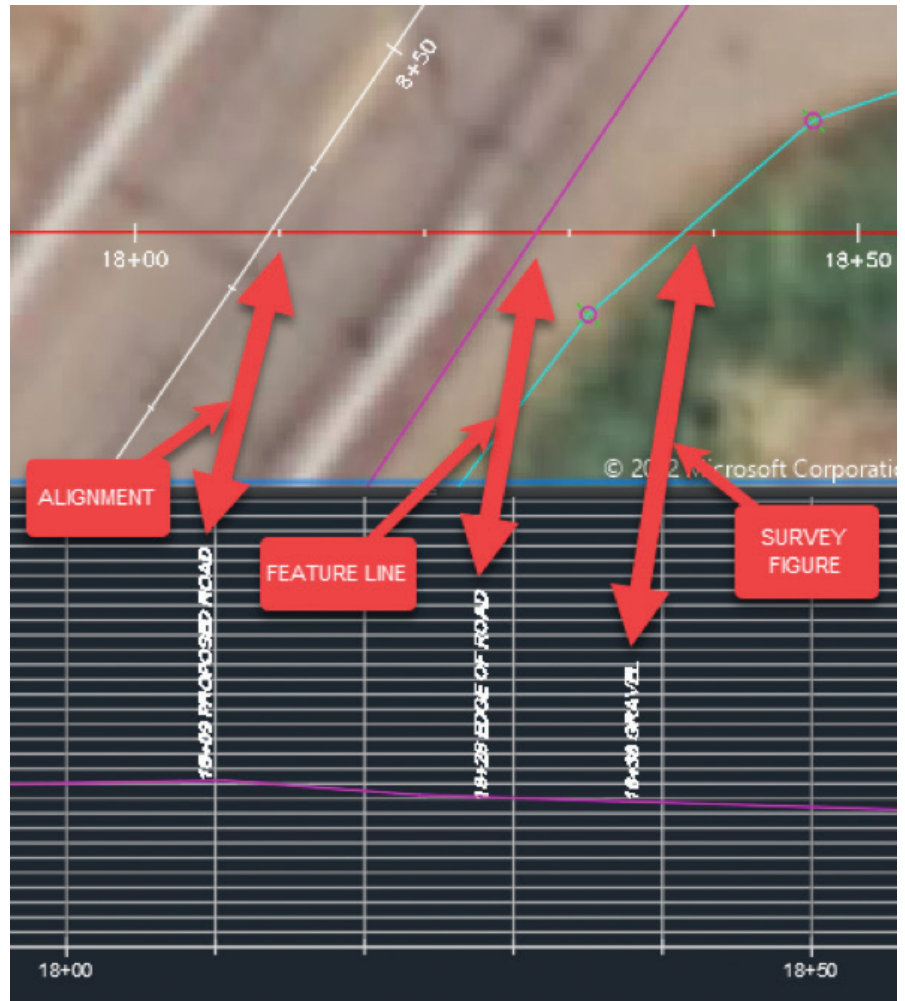 8+50
18+00
18+50
© 2022 Microsoft Corporatio
ALIGNMENT
FEATURE LINE
SURVEY
FIGURE
18+09 PROPOSED ROAD
18+28 EDGE OF ROAD
18+38 GRAVEL
18+00
18+50